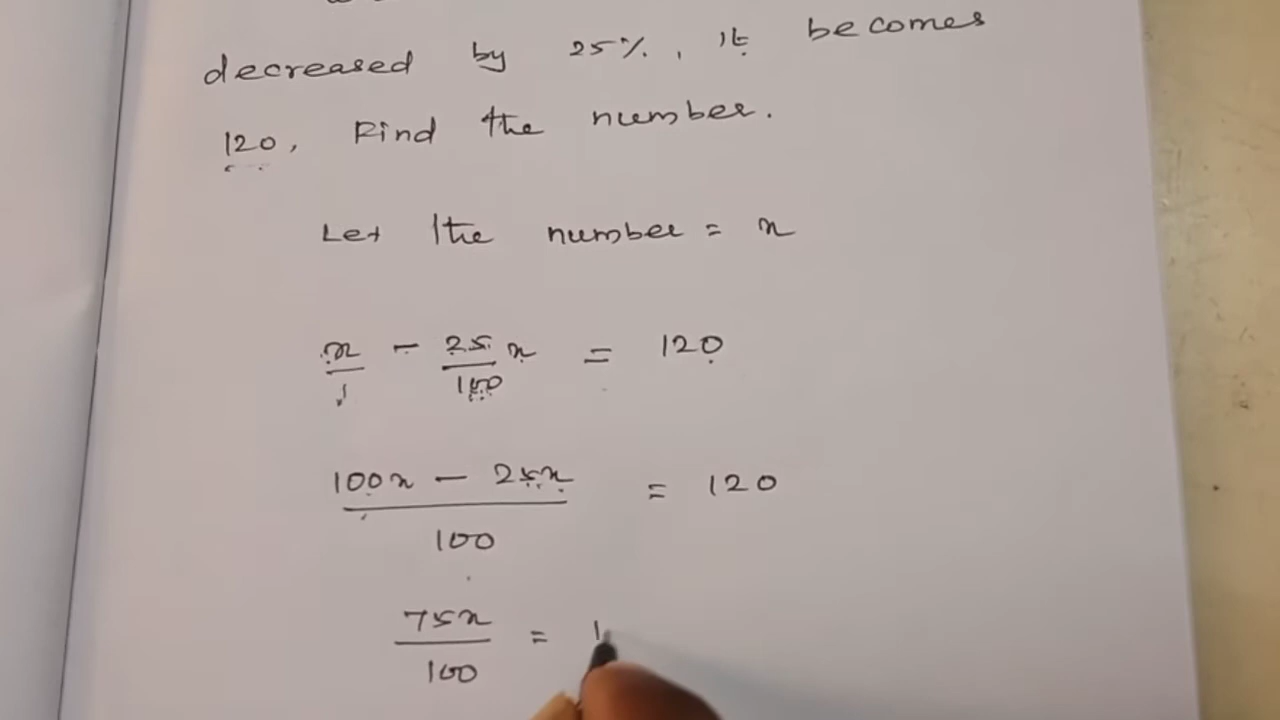 decreased by 25%, it becomes
120, Find the number.
Let the number = x
x/1 - 25/100 x = 120
100x - 25x / 100 = 120
75x/100 = 1